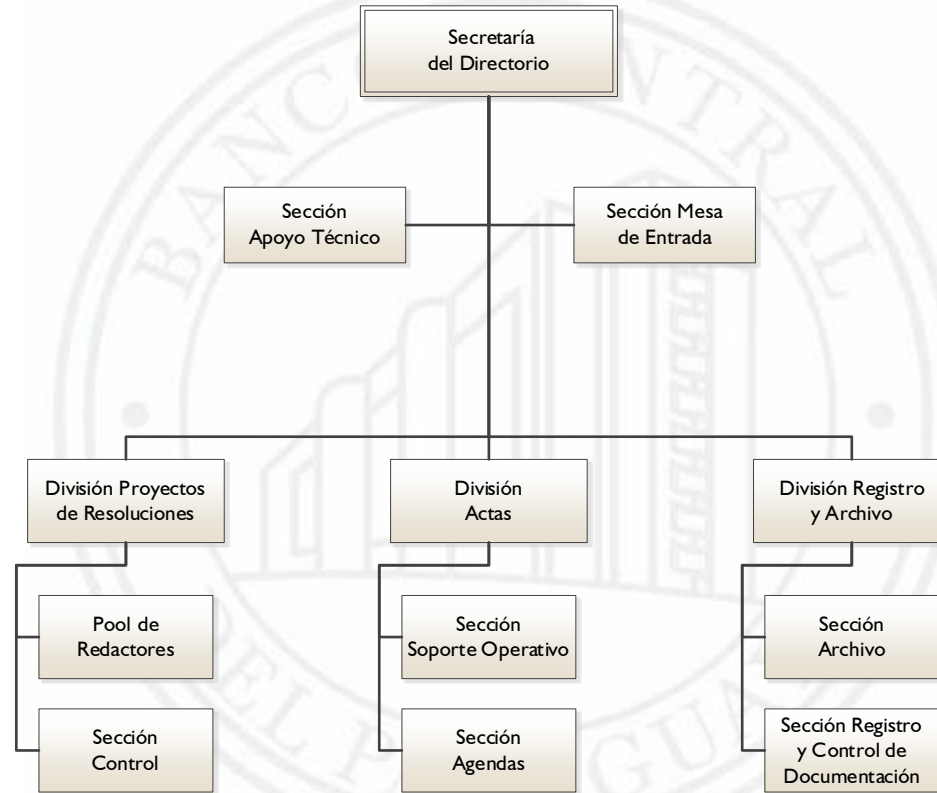 Secretaría
del Directorio
Sección
Apoyo Técnico
Sección Mesa
de Entrada
División Proyectos
de Resoluciones
División
Actas
División Registro
y Archivo
Pool de
Redactores
Sección
Soporte Operativo
Sección
Archivo
Sección
Control
Sección
Agendas
Sección Registro
y Control de
Documentación